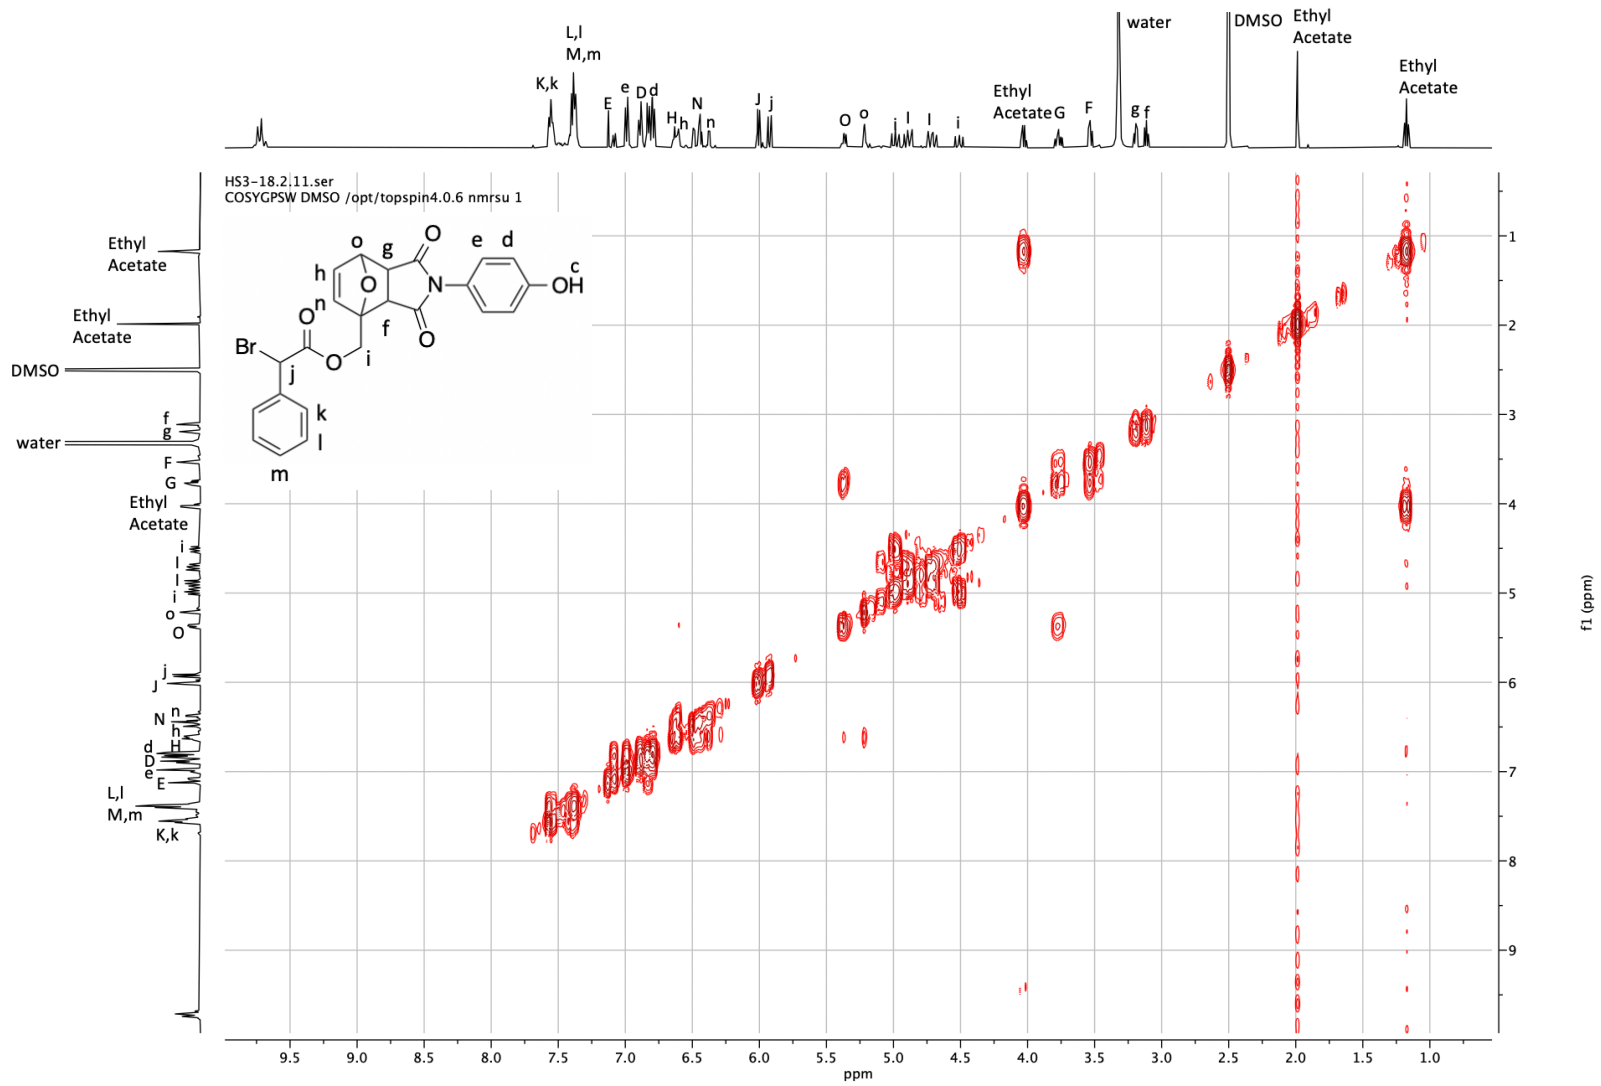 water
DMSO
Ethyl
Acetate
L,l
M,m
K,k
E
e
D
d
H
h
N
n
J
j
O
o
i
I
I
i
Ethyl
Acetate
G
F
g
f
Ethyl
Acetate
HS3-18.2.11.ser
COSYGPSW DMSO /opt/topspin4.0.6 nmrsu 1
o
g
O
e
d
h
O
N
c
OH
n
O
f
O
Br
O
i
j
k
l
m
Ethyl
Acetate
Ethyl
Acetate
DMSO
f
g
water
F
G
Ethyl
Acetate
i
I
I
i
o
O
j
J
n
N
h
d
H
D
e
E
L,l
M,m
K,k
1
2
3
4
5
6
7
8
9
f1 (ppm)
9.5 9.0 8.5 8.0 7.5 7.0 6.5 6.0 5.5 5.0 4.5 4.0 3.5 3.0 2.5 2.0 1.5 1.0
ppm